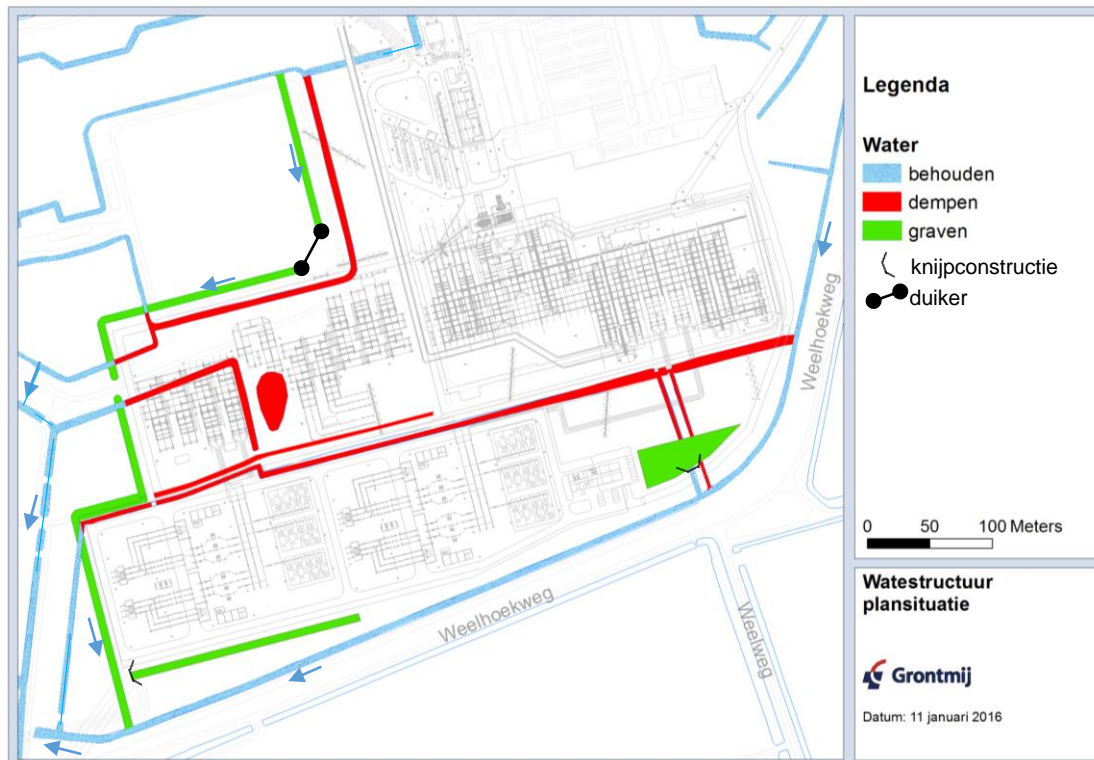 Legenda
Water
behouden
dempen
graven
knijpconstructie
duiker
0 50 100 Meters
Watestructuur
plansituatie
Grontmij
Datum: 11 januari 2016
Weelhoekweg
Weelhoekweg
Weelweg